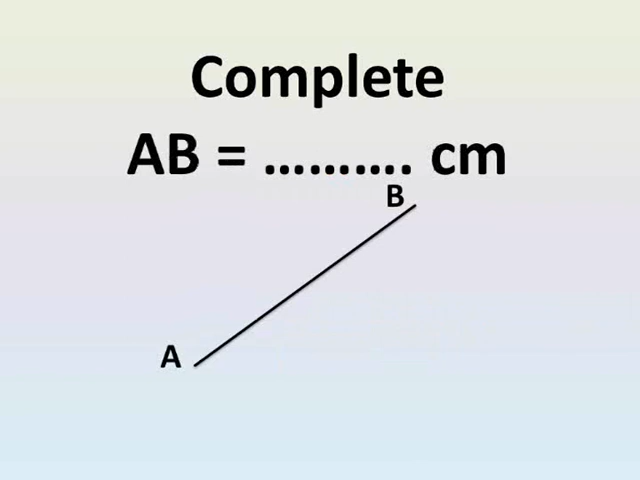 Complete
AB = .......... cm
B
A